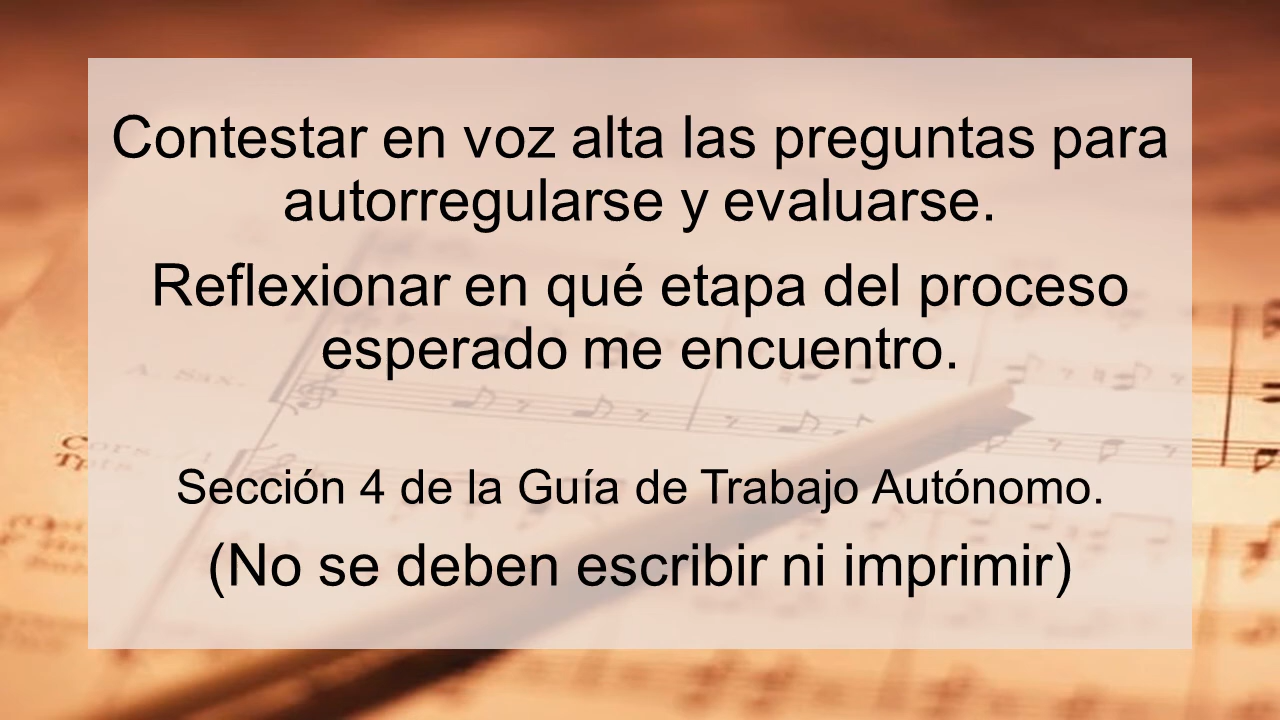 Contestar en voz alta las preguntas para
autorregularse y evaluarse.
Reflexionar en qué etapa del proceso
esperado me encuentro.
A. Sax.
Sección 4 de la Guía de Trabajo Autónomo.
(No se deben escribir ni imprimir)